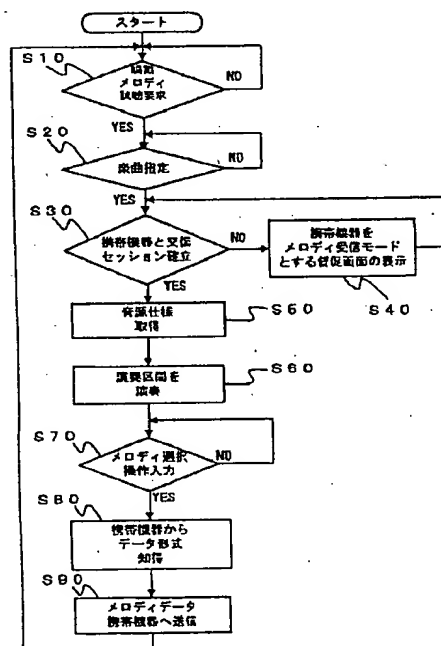 スタート
S10
メロディ
試聴要求
NO
YES
S20
楽曲指定
NO
YES
S30
携帯機器と交信
セッション確立
NO
YES
携帯機器を
メロディ受信モード
とする督促画面の表示
S40
音源仕様
取得
S50
演奏区間を
演奏
S60
S70
メロディ選択
操作入力
NO
YES
S80
携帯機器から
データ形式
知得
S90
メロディデータ
携帯機器へ送信